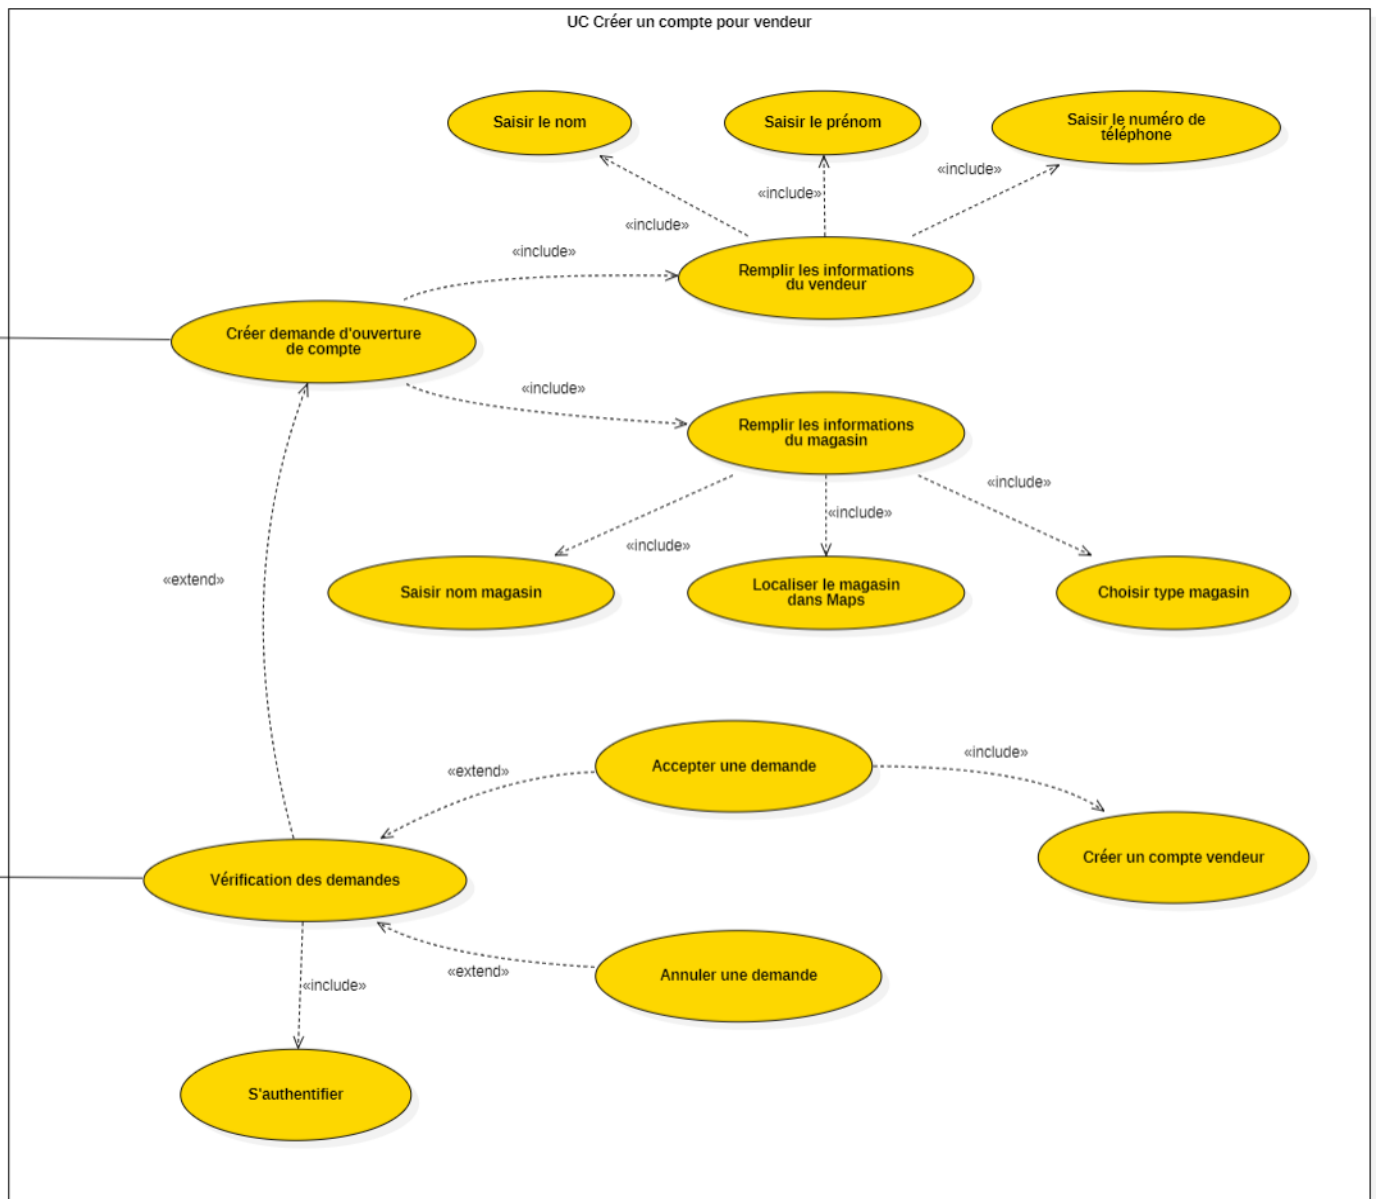 UC Créer un compte pour vendeur
Saisir le nom
Saisir le prénom
Saisir le numéro de
téléphone
«include»
«include»
«include»
«include»
Remplir les informations
du vendeur
Créer demande d'ouverture
de compte
«include»
Remplir les informations
du magasin
«include»
«include»
«include»
«extend»
Saisir nom magasin
Localiser le magasin
dans Maps
Choisir type magasin
Accepter une demande
«include»
«extend»
Créer un compte vendeur
Vérification des demandes
Annuler une demande
«extend»
«include»
S'authentifier